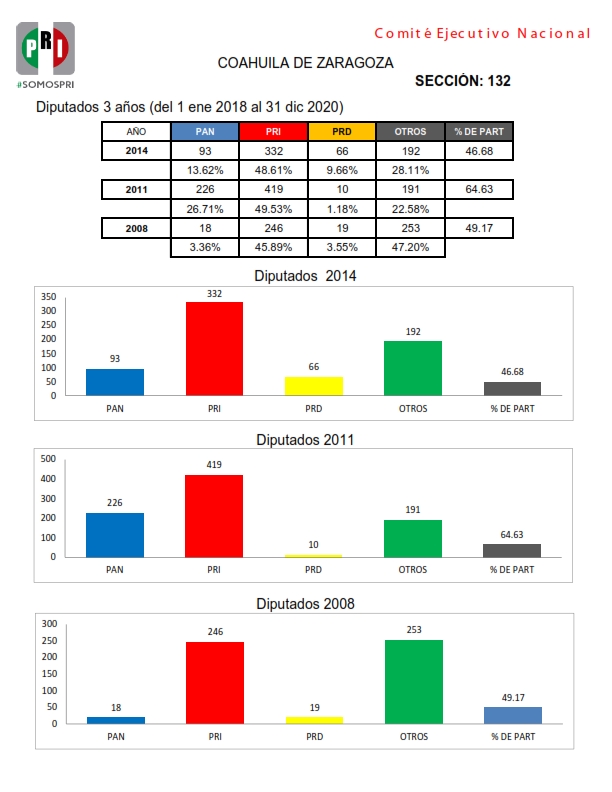 PRI
#SOMOSPRI
Comité Ejecutivo Nacional
COAHUILA DE ZARAGOZA
SECCIÓN: 132
Diputados 3 años (del 1 ene 2018 al 31 dic 2020)
AÑO PAN PRI PRD OTROS % DE PART
2014 93 332 66 192 46.68
13.62% 48.61% 9.66% 28.11%
2011 226 419 10 191 64.63
26.71% 49.53% 1.18% 22.58%
2008 18 246 19 253 49.17
3.36% 45.89% 3.55% 47.20%
Diputados 2014
350
300
250
200
150
100
50
0
93 332 66 192 46.68
PAN PRI PRD OTROS % DE PART
Diputados 2011
500
400
300
200
100
0
226 419 10 191 64.63
PAN PRI PRD OTROS % DE PART
Diputados 2008
300
250
200
150
100
50
0
18 246 19 253 49.17
PAN PRI PRD OTROS % DE PART